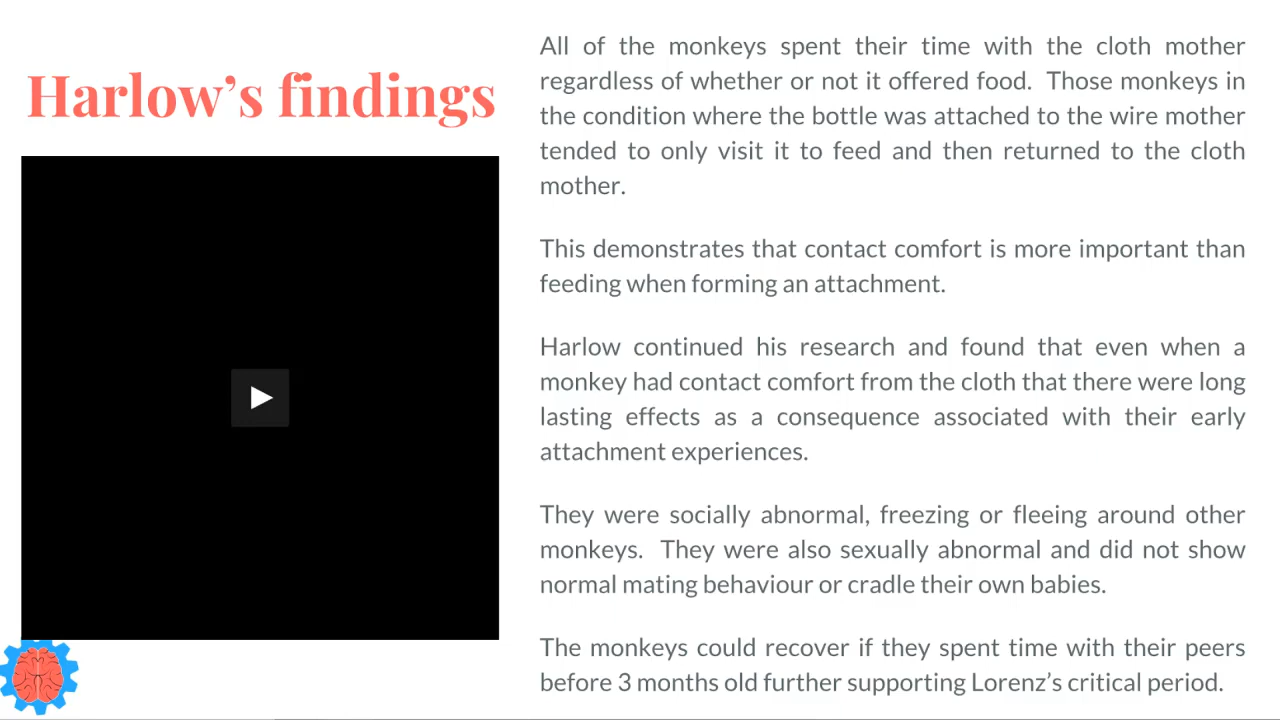 Harlow’s findings
All of the monkeys spent their time with the cloth mother
regardless of whether or not it offered food.  Those monkeys in
the condition where the bottle was attached to the wire mother
tended to only visit it to feed and then returned to the cloth
mother.
This demonstrates that contact comfort is more important than
feeding when forming an attachment.
Harlow continued his research and found that even when a
monkey had contact comfort from the cloth that there were long
lasting effects as a consequence associated with their early
attachment experiences.
They were socially abnormal, freezing or fleeing around other
monkeys.  They were also sexually abnormal and did not show
normal mating behaviour or cradle their own babies.
The monkeys could recover if they spent time with their peers
before 3 months old further supporting Lorenz’s critical period.